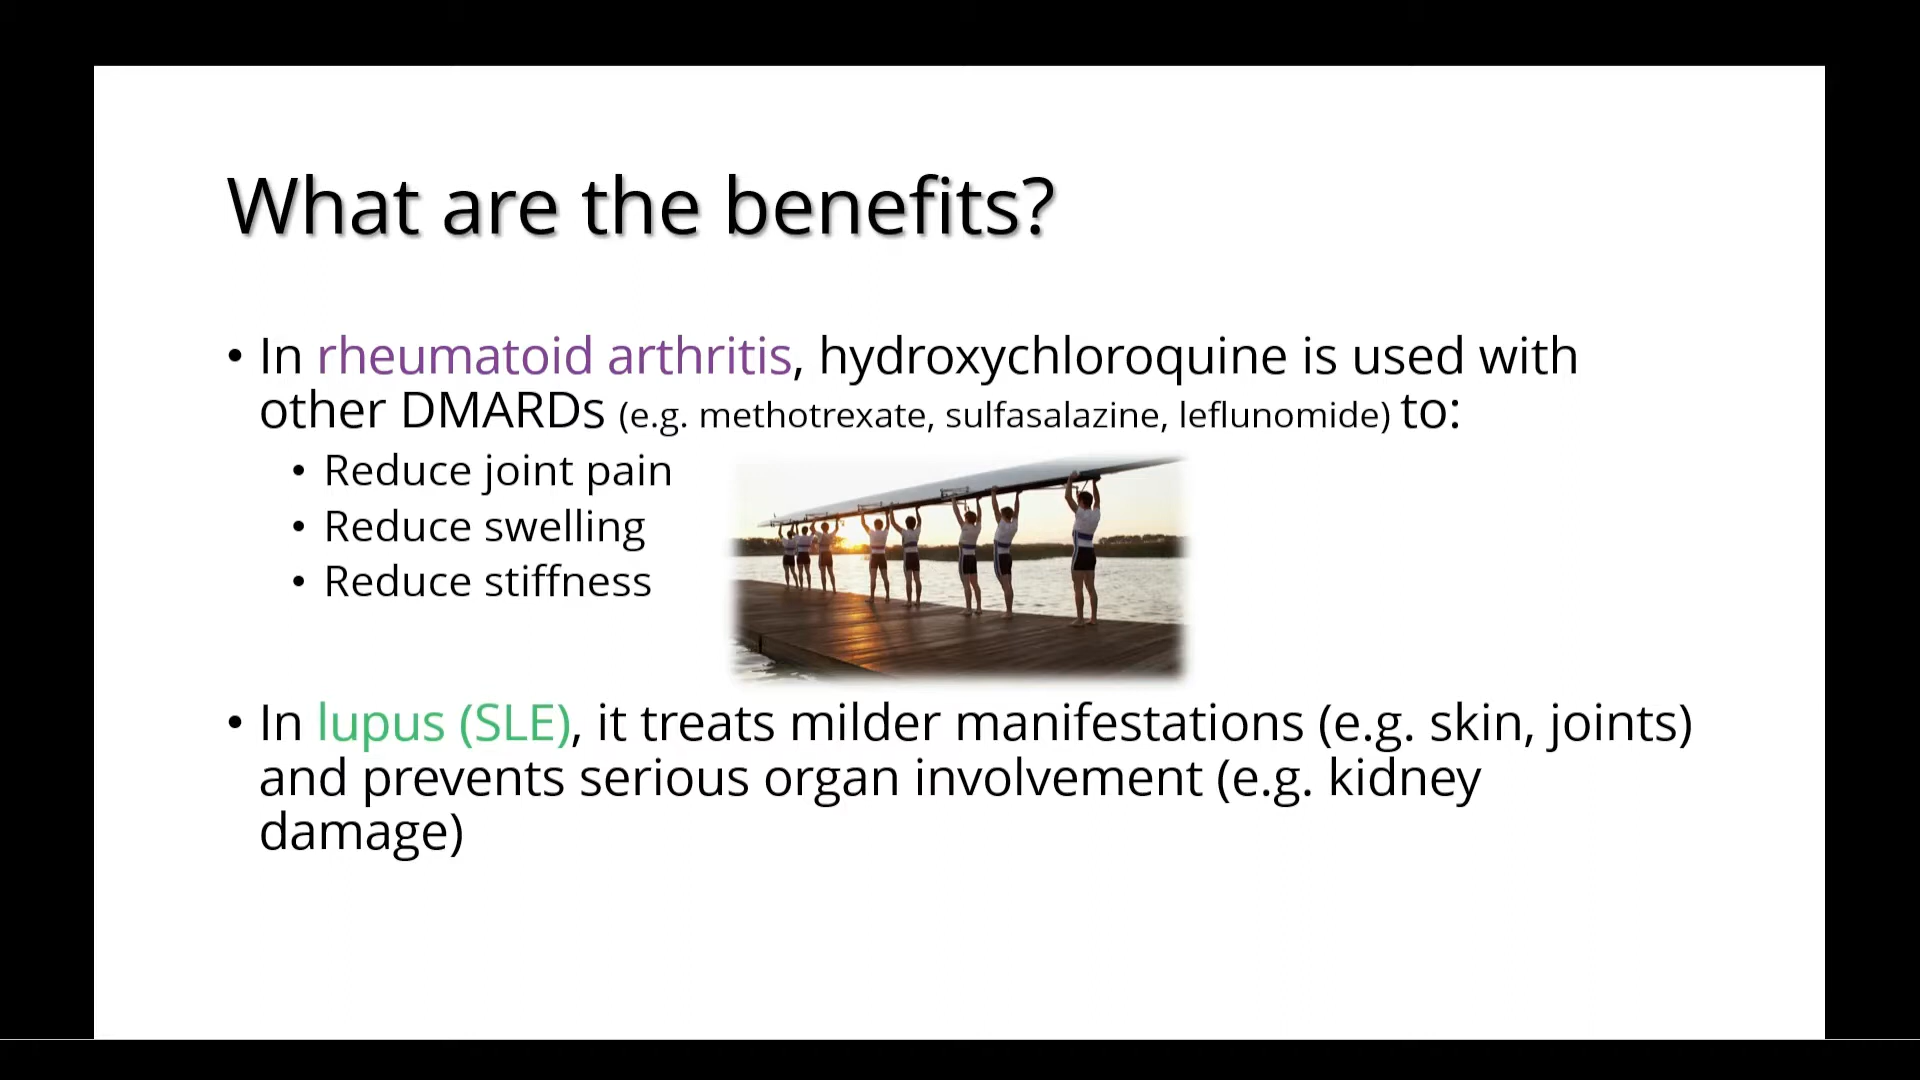 What are the benefits?
• In rheumatoid arthritis, hydroxychloroquine is used with
other DMARDs (e.g. methotrexate, sulfasalazine, leflunomide) to:
• Reduce joint pain
• Reduce swelling
• Reduce stiffness
• In lupus (SLE), it treats milder manifestations (e.g. skin, joints)
and prevents serious organ involvement (e.g. kidney
damage)